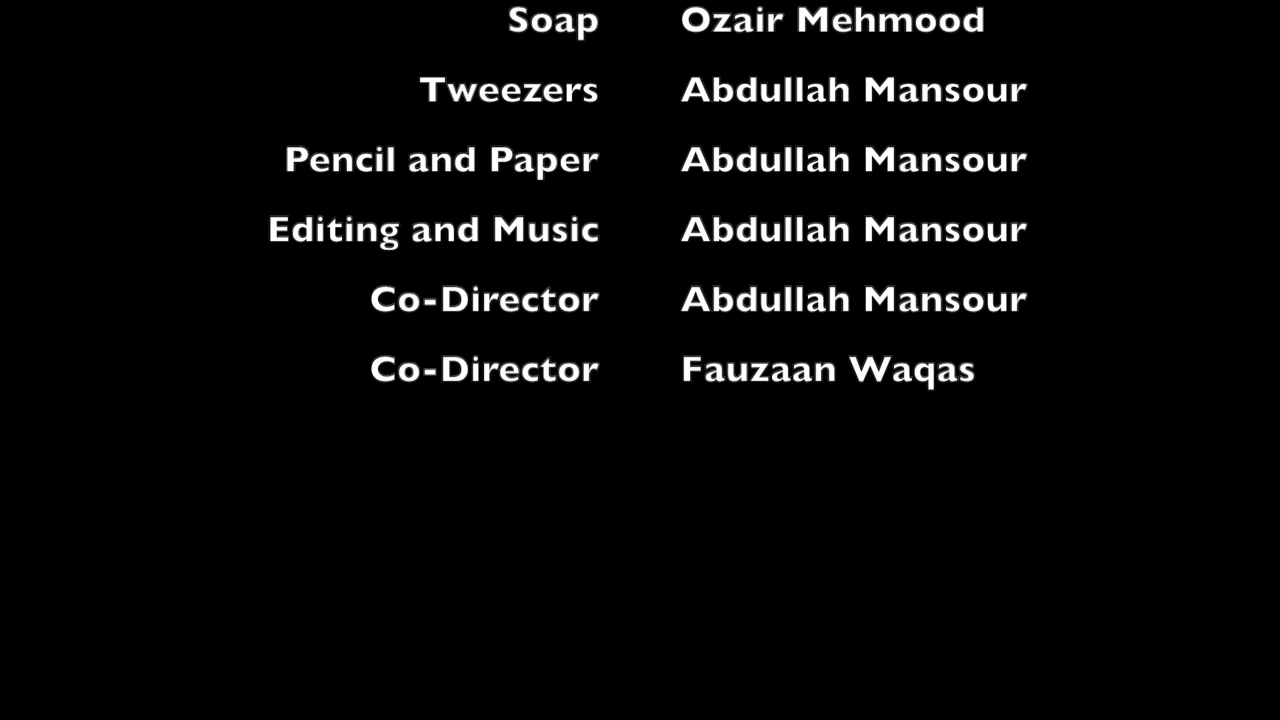 Soap Ozair Mehmood
Tweezers Abdullah Mansour
Pencil and Paper Abdullah Mansour
Editing and Music Abdullah Mansour
Co-Director Abdullah Mansour
Co-Director Fauzaan Waqas